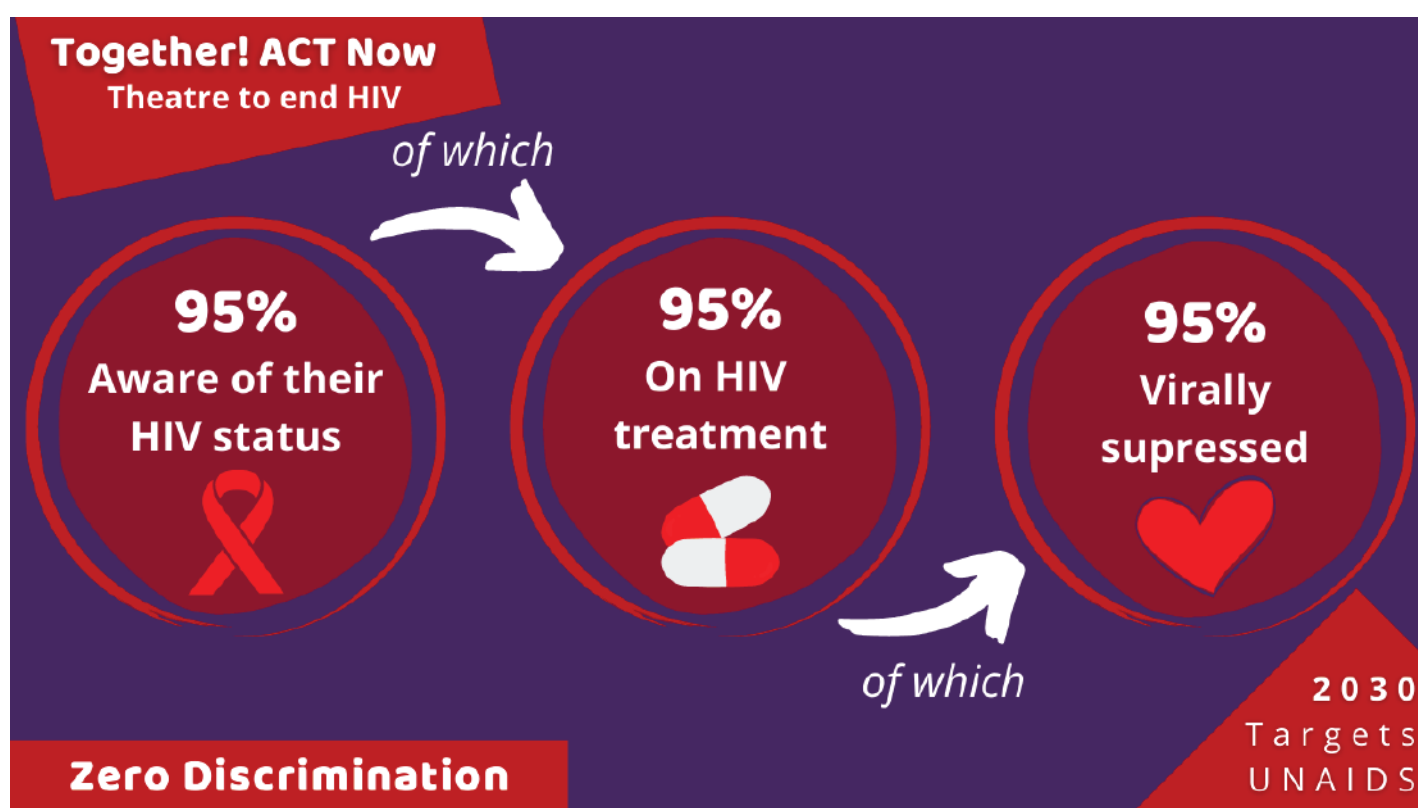 Together! ACT Now
Theatre to end HIV
of which
95%
Aware of their
HIV status
95%
On HIV
treatment
of which
95%
Virally
supressed
Zero Discrimination
2030
Targets
UNAIDS